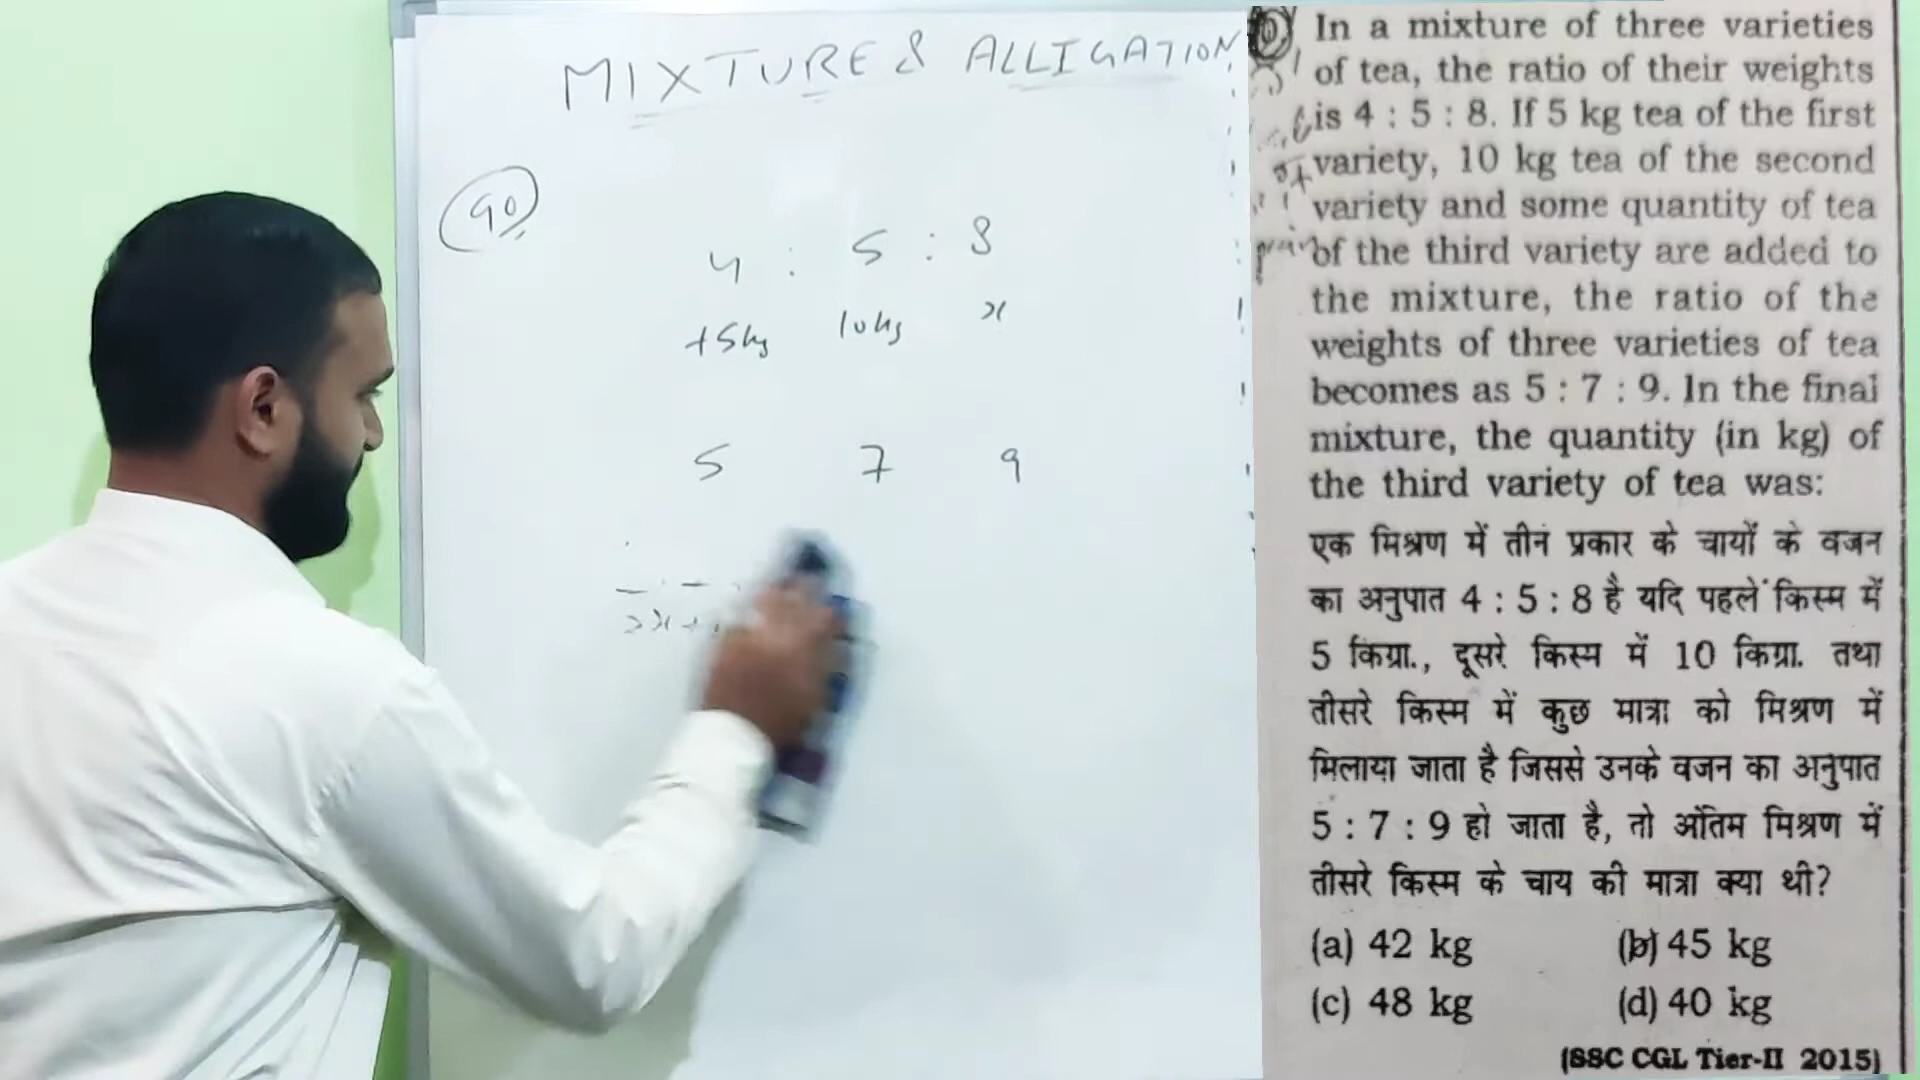 MIXTURE & ALLIGATION
90
4 : 5 : 8
+5kg 10kg x
5 7 9
In a mixture of three varieties
of tea, the ratio of their weights
is 4 : 5 : 8. If 5 kg tea of the first
variety, 10 kg tea of the second
variety and some quantity of tea
of the third variety are added to
the mixture, the ratio of the
weights of three varieties of tea
becomes as 5 : 7 : 9. In the final
mixture, the quantity (in kg) of
the third variety of tea was:
एक मिश्रण में तीन प्रकार के चायों के वजन
का अनुपात 4 : 5 : 8 है यदि पहले किस्म में
5 किग्रा., दूसरे किस्म में 10 किग्रा. तथा
तीसरे किस्म में कुछ मात्रा को मिश्रण में
मिलाया जाता है जिससे उनके वजन का अनुपात
5 : 7 : 9 हो जाता है, तो अंतिम मिश्रण में
तीसरे किस्म के चाय की मात्रा क्या थी?
(a) 42 kg (b) 45 kg
(c) 48 kg (d) 40 kg
(SSC CGL Tier-II 2015)